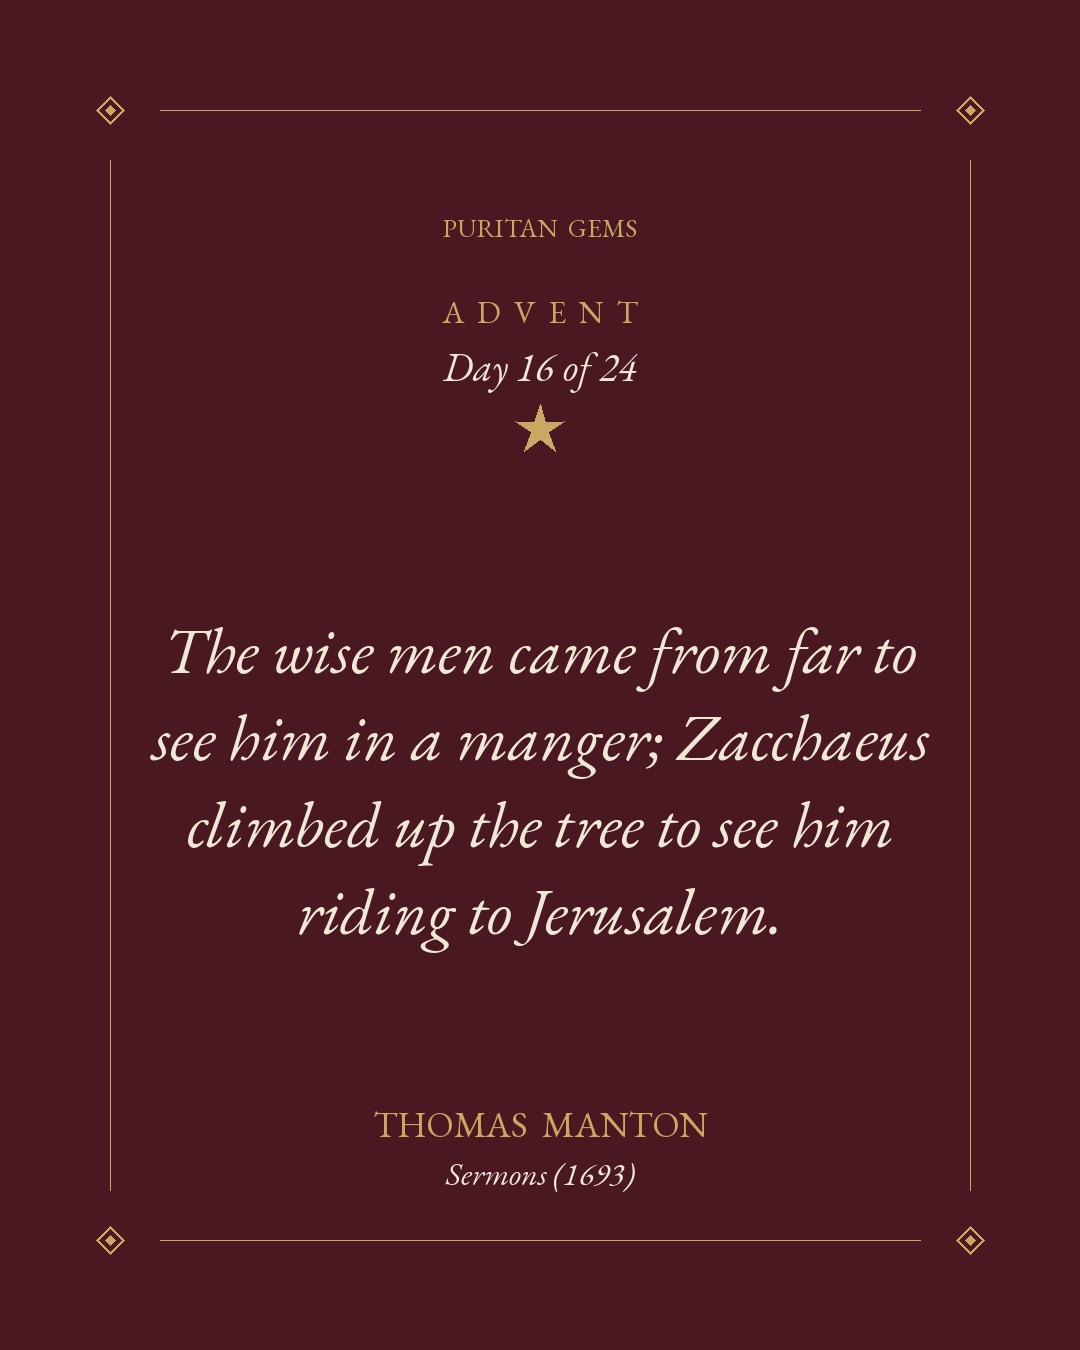 PURITAN GEMS
ADVENT
Day 16 of 24
The wise men came from far to
see him in a manger; Zacchaeus
climbed up the tree to see him
riding to Jerusalem.
THOMAS MANTON
Sermons (1693)